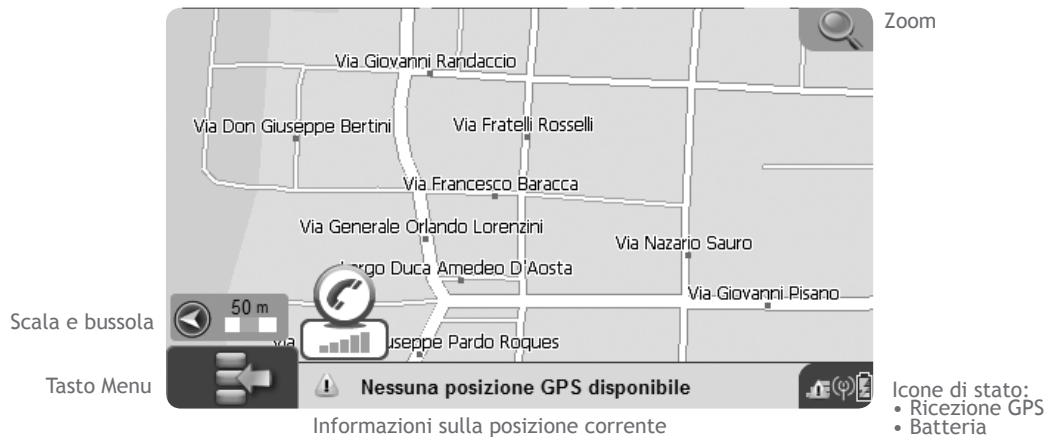 Zoom
Via Giovanni Randaccio
Via Don Giuseppe Bertini
Via Fratelli Rosselli
Via Francesco Baracca
Via Generale Orlando Lorenzini
Via Nazario Sauro
Largo Duca Amedeo D'Aosta
Via Giovanni Pisano
Scala e bussola
50 m
Via useppe Pardo Roques
Tasto Menu
Nessuna posizione GPS disponibile
Icone di stato:
• Ricezione GPS
• Batteria
Informazioni sulla posizione corrente